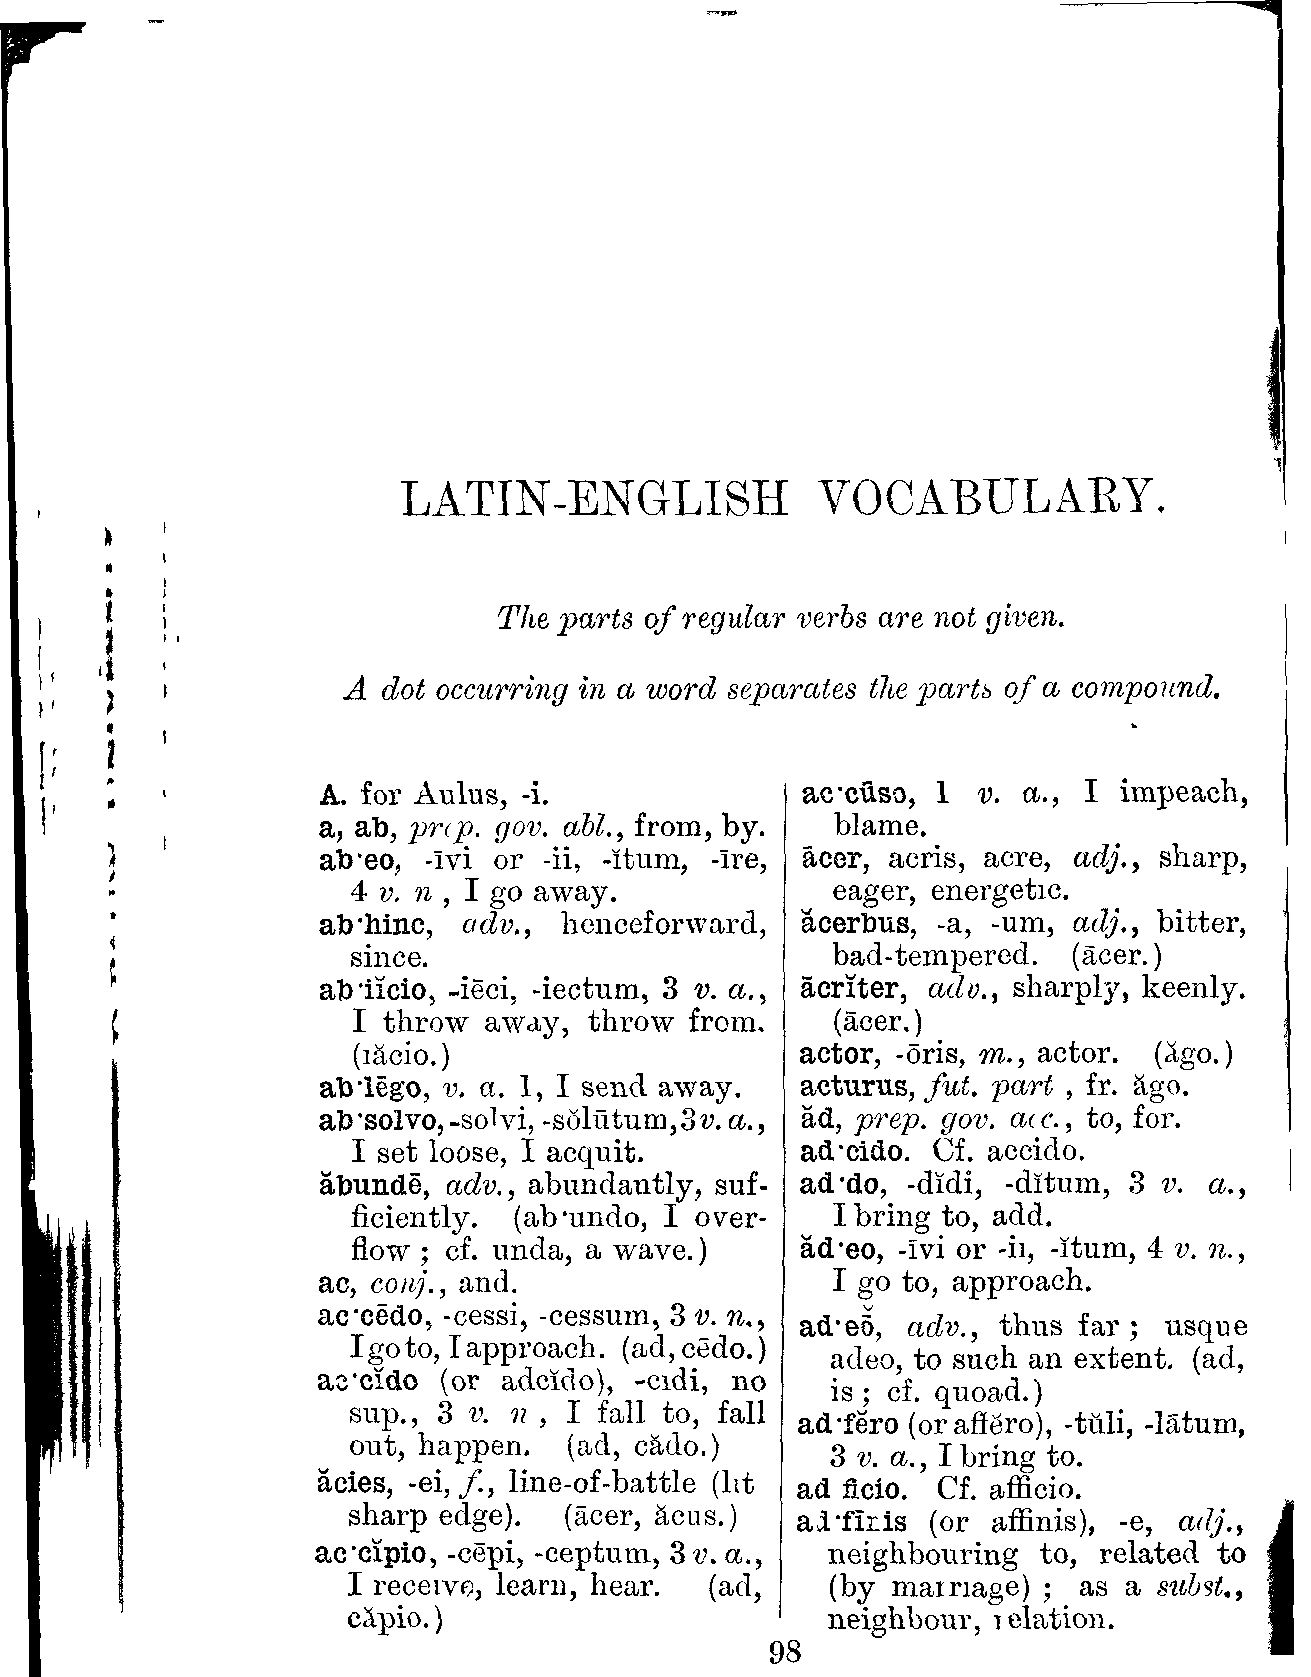 LATIN-ENGLISH VOCABULARY.
The parts of regular verbs are not given.
A dot occurring in a word separates the parts of a compound.
A. for Aulus, -i.
a, ab, prep. gov. abl., from, by.
ab·eo, -īvi or -ii, -ĭtum, -īre,
4 v. n , I go away.
ab·hinc, adv., henceforward,
since.
ab·iĭcio, -iēci, -iectum, 3 v. a.,
I throw away, throw from.
(iăcio.)
ab·lēgo, v. a. 1, I send away.
ab·solvo, -solvi, -sŏlūtum, 3 v. a.,
I set loose, I acquit.
ăbundē, adv., abundantly, suf-
ficiently. (ab·undo, I over-
flow ; cf. unda, a wave.)
ac, conj., and.
ac·cēdo, -cessi, -cessum, 3 v. n.,
I go to, I approach. (ad, cēdo.)
ac·cĭdo (or adcĭdo), -cidi, no
sup., 3 v. n , I fall to, fall
out, happen. (ad, cădo.)
ăcies, -ei, f., line-of-battle (lit
sharp edge). (ācer, ăcus.)
ac·cĭpio, -cēpi, -ceptum, 3 v. a.,
I receive, learn, hear. (ad,
căpio.)
ac·cūso, 1 v. a., I impeach,
blame.
ācer, acris, acre, adj., sharp,
eager, energetic.
ăcerbus, -a, -um, adj., bitter,
bad-tempered. (ācer.)
ācrĭter, adv., sharply, keenly.
(ācer.)
actor, -ōris, m., actor. (ăgo.)
acturus, fut. part , fr. ăgo.
ăd, prep. gov. acc., to, for.
ad·cido. Cf. accido.
ad·do, -dĭdi, -dĭtum, 3 v. a.,
I bring to, add.
ăd·eo, -īvi or -ii, -ĭtum, 4 v. n.,
I go to, approach.
ad·eō̆, adv., thus far ; usque
adeo, to such an extent. (ad,
is ; cf. quoad.)
ad·fĕro (or affĕro), -tŭli, -lātum,
3 v. a., I bring to.
ad ficio. Cf. afficio.
ad·fīnis (or affinis), -e, adj.,
neighbouring to, related to
(by marriage) ; as a subst.,
neighbour, relation.
98